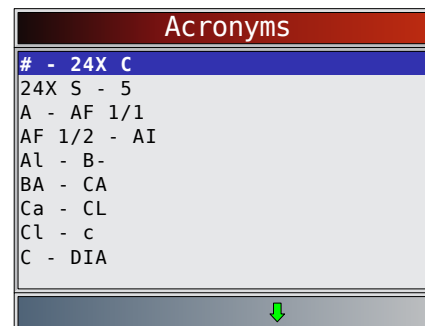 Acronyms
# - 24X C
24X S - 5
A - AF 1/1
AF 1/2 - AI
Al - B-
BA - CA
Ca - CL
Cl - c
C - DIA